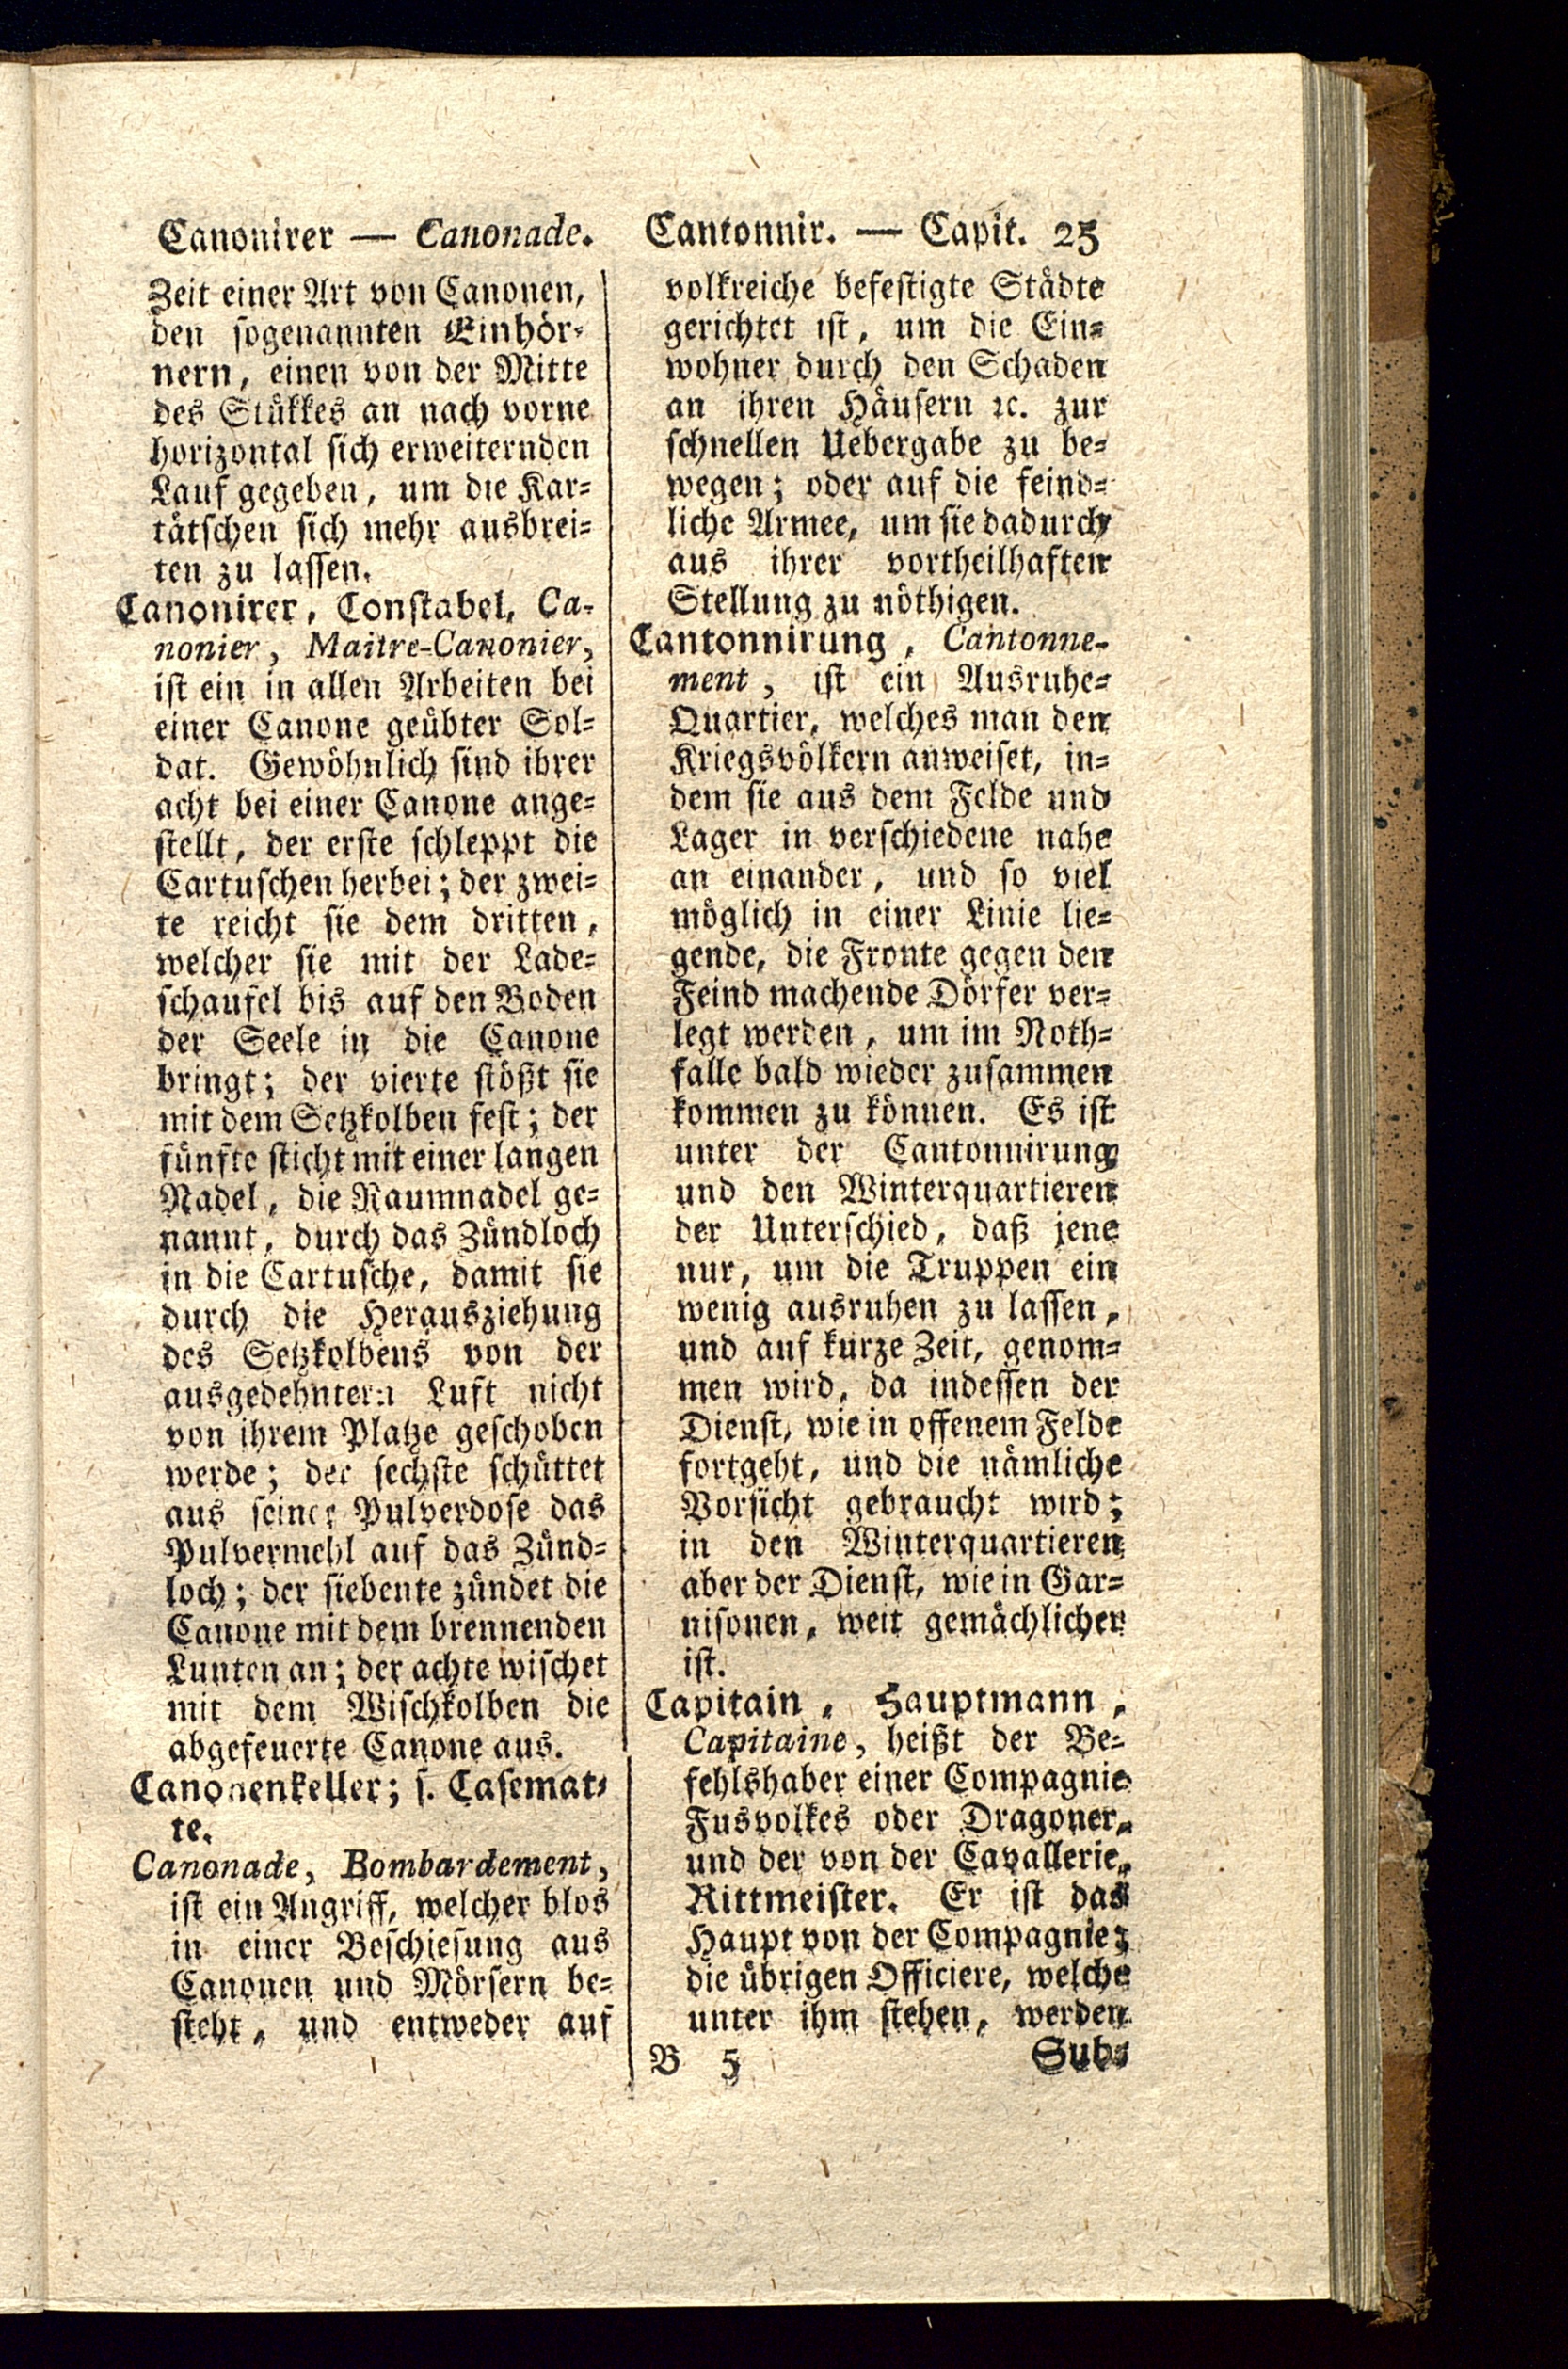 Canonirer — Canonade.
Zeit einer Art von Canonen,
den sogenannten Einhör-
nern, einen von der Mitte
des Stükkes an nach vorne
horizontal sich erweiternden
Lauf gegeben, um die Kar-
tätschen sich mehr ausbrei-
ten zu lassen.
Canonirer, Constabel, Ca-
nonier, Maitre-Canonier,
ist ein in allen Arbeiten bei
einer Canone geübter Sol-
dat. Gewöhnlich sind ihrer
acht bei einer Canone ange-
stellt, der erste schleppt die
Cartuschen herbei; der zwei-
te reicht sie dem dritten,
welcher sie mit der Lade-
schaufel bis auf den Boden
der Seele in die Canone
bringt; der vierte stößt sie
mit dem Setzkolben fest; der
fünfte sticht mit einer langen
Nadel, die Raumnadel ge-
nannt, durch das Zündloch
in die Cartusche, damit sie
durch die Herausziehung
des Setzkolbens von der
ausgedehntern Luft nicht
von ihrem Platze geschoben
werde; der sechste schüttet
aus seiner Pulverdose das
Pulvermehl auf das Zünd-
loch; der siebente zündet die
Canone mit dem brennenden
Lunten an; der achte wischet
mit dem Wischkolben die
abgefeuerte Canone aus.
Canonenkeller; s. Casemat-
te.
Canonade, Bombardement,
ist ein Angriff, welcher blos
in einer Beschiesung aus
Canonen und Mörsern be-
steht, und entweder auf
Cantonnir. — Capit. 25
volkreiche befestigte Städte
gerichtet ist, um die Ein-
wohner durch den Schaden
an ihren Häusern ꝛc. zur
schnellen Uebergabe zu be-
wegen; oder auf die feind-
liche Armee, um sie dadurch
aus ihrer vortheilhaften
Stellung zu nöthigen.
Cantonnirung, Cantonne-
ment, ist ein Ausruhe-
Quartier, welches man den
Kriegsvölkern anweiset, in-
dem sie aus dem Felde und
Lager in verschiedene nahe
an einander, und so viel
möglich in einer Linie lie-
gende, die Fronte gegen den
Feind machende Dörfer ver-
legt werden, um im Noth-
falle bald wieder zusammen
kommen zu können. Es ist
unter der Cantonnirung
und den Winterquartieren
der Unterschied, daß jene
nur, um die Truppen ein
wenig ausruhen zu lassen,
und auf kurze Zeit, genom-
men wird, da indessen der
Dienst, wie in offenem Felde
fortgeht, und die nämliche
Vorsicht gebraucht wird;
in den Winterquartieren
aber der Dienst, wie in Gar-
nisonen, weit gemächlicher
ist.
Capitain, Hauptmann,
Capitaine, heißt der Be-
fehlshaber einer Compagnie
Fusvolkes oder Dragoner,
und der von der Cavallerie,
Rittmeister. Er ist das
Haupt von der Compagnie;
die übrigen Officiere, welche
unter ihm stehen, werden
B 5 Sub-